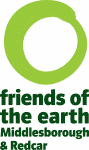 friends of
the earth
Middlesborough
& Redcar